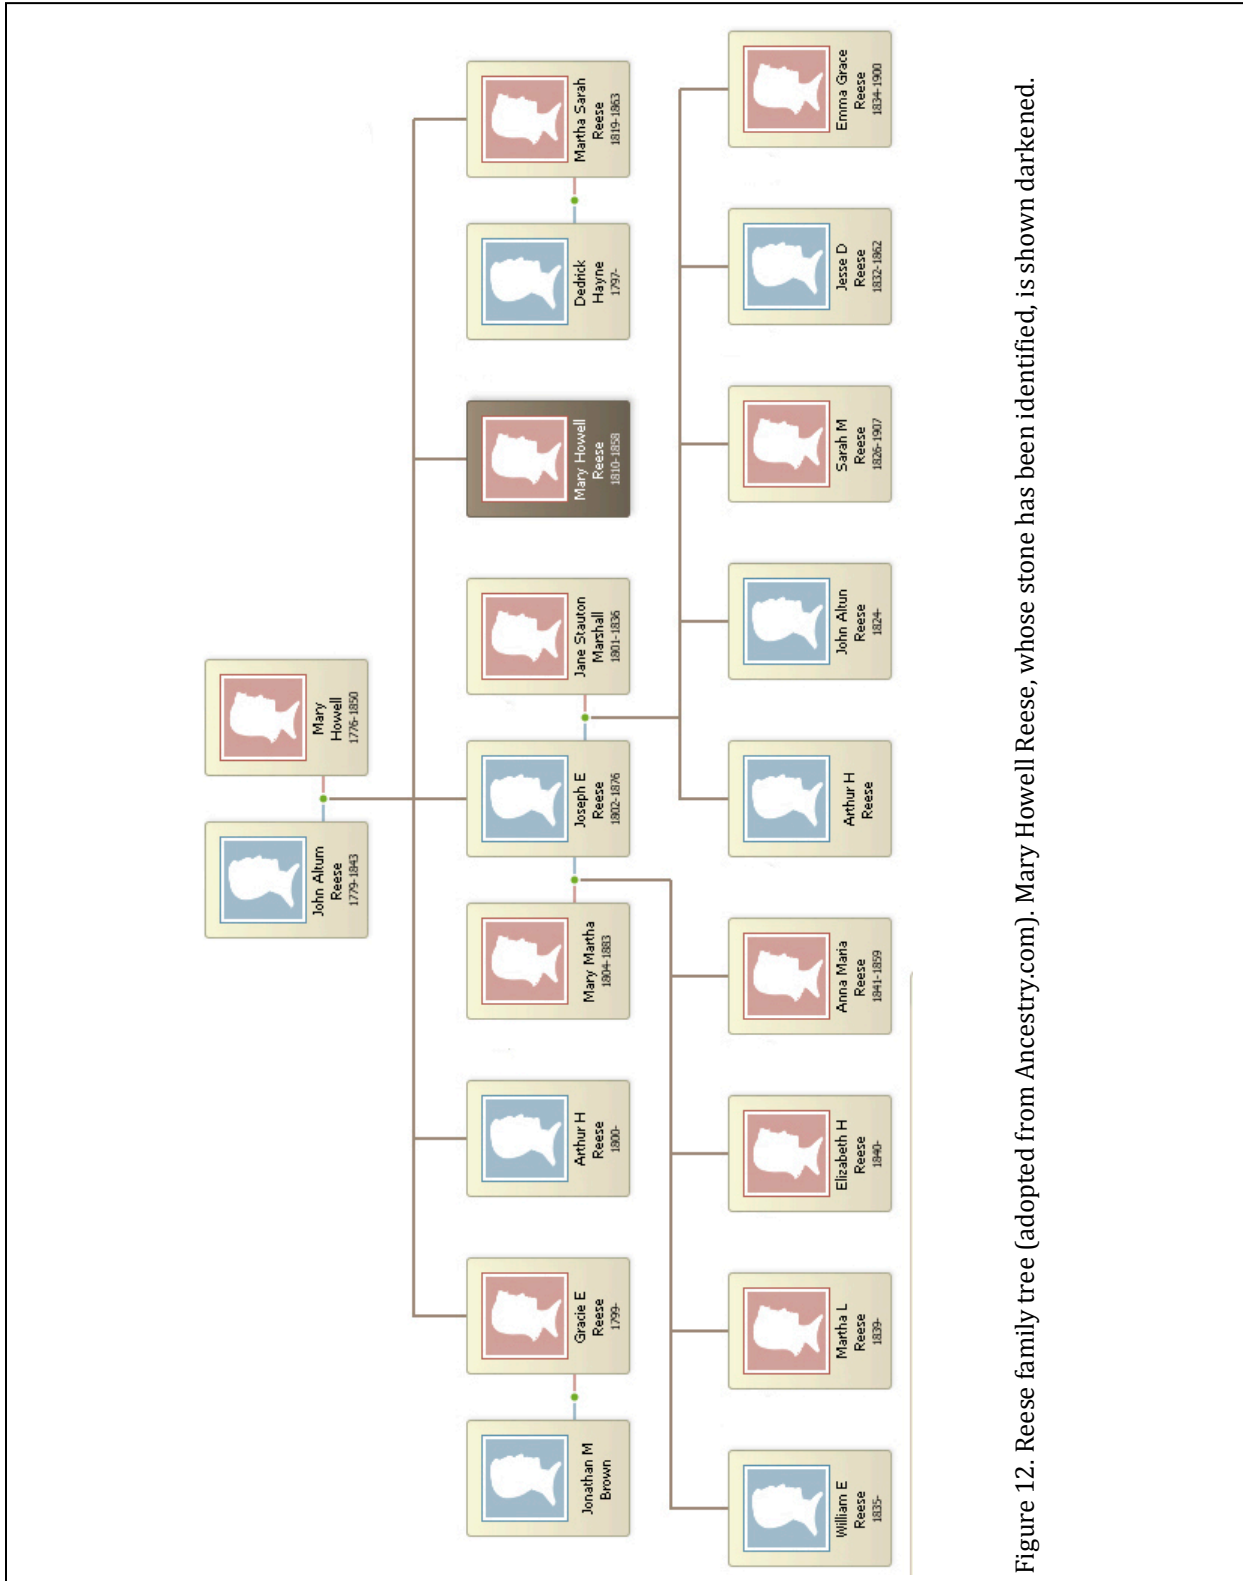 John Altum
Reese
1779-1843
Mary
Howell
1776-1850
Jonathan M
Brown
Gracie E
Reese
1799-
Arthur H
Reese
1800-
Mary Martha
1804-1883
Joseph E
Reese
1802-1876
Jane Stauton
Marshall
1801-1836
Mary Howell
Reese
1810-1858
Dedrick
Hayne
1797-
Martha Sarah
Reese
1819-1863
William E
Reese
1835-
Martha L
Reese
1839-
Elizabeth H
Reese
1840-
Anna Maria
Reese
1841-1859
Arthur H
Reese
John Altun
Reese
1824-
Sarah M
Reese
1826-1907
Jesse D
Reese
1832-1862
Emma Grace
Reese
1834-1900
Figure 12. Reese family tree (adopted from Ancestry.com). Mary Howell Reese, whose stone has been identified, is shown darkened.